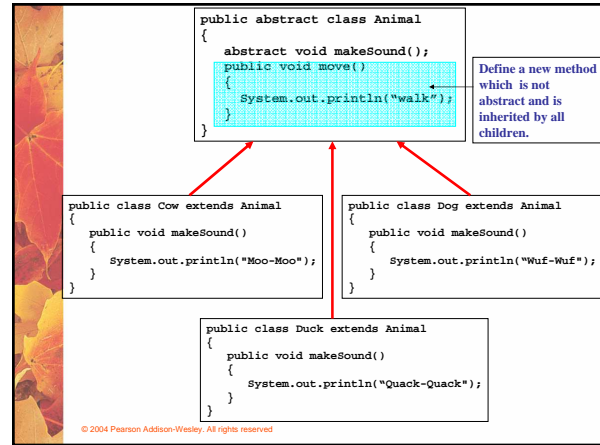 public abstract class Animal
{
abstract void makeSound();
public void move()
{
System.out.println(“walk”);
}
}
Define a new method
which is not
abstract and is
inherited by all
children.
public class Cow extends Animal
{
public void makeSound()
{
System.out.println("Moo-Moo");
}
}
public class Dog extends Animal
{
public void makeSound()
{
System.out.println(“Wuf-Wuf");
}
}
public class Duck extends Animal
{
public void makeSound()
{
System.out.println(“Quack-Quack");
}
}
© 2004 Pearson Addison-Wesley. All rights reserved